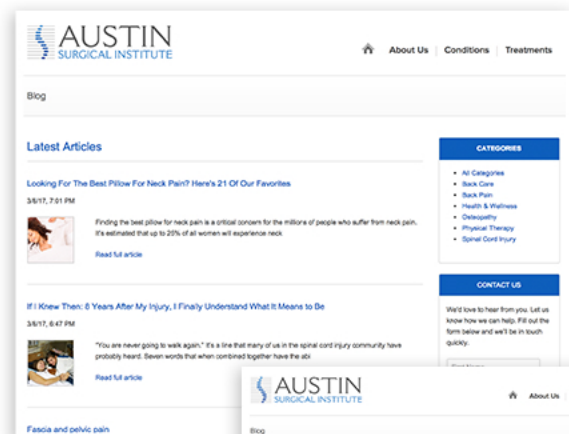 AUSTIN
SURGICAL INSTITUTE
About Us
Conditions
Treatments
Blog
Latest Articles
Looking For The Best Pillow For Neck Pain? Here's 21 Of Our Favorites
3/6/17, 7:01 PM
Finding the best pillow for neck pain is a critical concern for the millions of people who suffer from neck pain.
It's estimated that up to 25% of all women will experience neck
Read full article
If I Knew Then: 8 Years After My Injury, I Finally Understand What It Means to Be
3/6/17, 6:47 PM
"You are never going to walk again." It's a line that many of us in the spinal cord injury community have
probably heard. Seven words that when combined together have the abi
Read full article
Fascia and pelvic pain
CATEGORIES
All Categories
Back Care
Back Pain
Health & Wellness
Osteopathy
Physical Therapy
Spinal Cord Injury
CONTACT US
We'd love to hear from you. Let us
know how we can help. Fill out the
form below and we'll be in touch
quickly.
AUSTIN
SURGICAL INSTITUTE
About Us
Blog